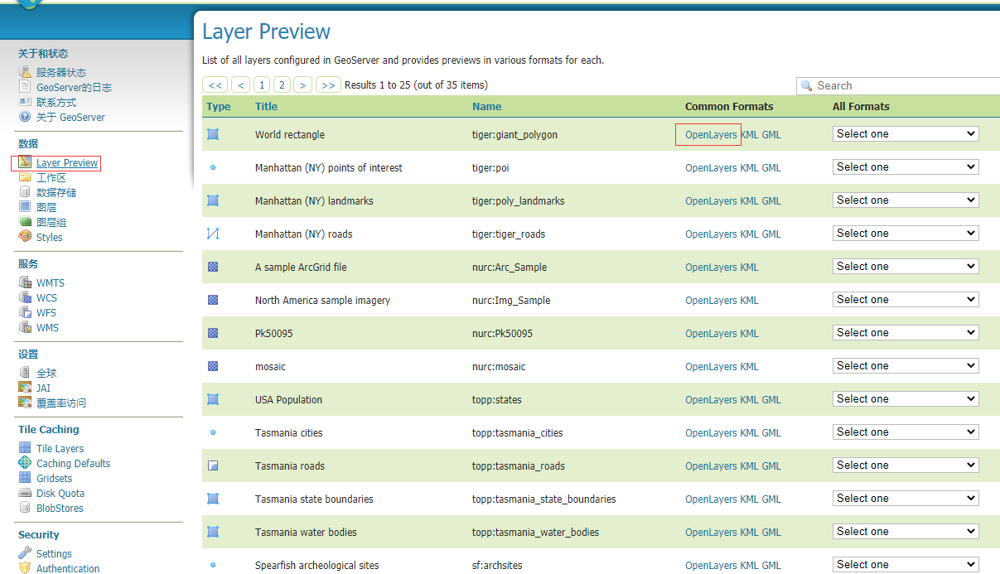 Layer Preview
List of all layers configured in GeoServer and provides previews in various formats for each.
<< < 1 2 > >> Results 1 to 25 (out of 35 items)
Search
关于和状态
服务器状态
GeoServer的日志
联系方式
关于 GeoServer
数据
Layer Preview
工作区
数据存储
图层
图层组
Styles
服务
WMTS
WCS
WFS
WMS
设置
全球
JAI
覆盖率访问
Tile Caching
Tile Layers
Caching Defaults
Gridsets
Disk Quota
BlobStores
Security
Settings
Authentication
Type Title Name Common Formats All Formats
World rectangle tiger:giant_polygon OpenLayers KML GML Select one
Manhattan (NY) points of interest tiger:poi OpenLayers KML GML Select one
Manhattan (NY) landmarks tiger:poly_landmarks OpenLayers KML GML Select one
Manhattan (NY) roads tiger:tiger_roads OpenLayers KML GML Select one
A sample ArcGrid file nurc:Arc_Sample OpenLayers KML Select one
North America sample imagery nurc:Img_Sample OpenLayers KML Select one
Pk50095 nurc:Pk50095 OpenLayers KML Select one
mosaic nurc:mosaic OpenLayers KML Select one
USA Population topp:states OpenLayers KML GML Select one
Tasmania cities topp:tasmania_cities OpenLayers KML GML Select one
Tasmania roads topp:tasmania_roads OpenLayers KML GML Select one
Tasmania state boundaries topp:tasmania_state_boundaries OpenLayers KML GML Select one
Tasmania water bodies topp:tasmania_water_bodies OpenLayers KML GML Select one
Spearfish archeological sites sf:archsites OpenLayers KML GML Select one